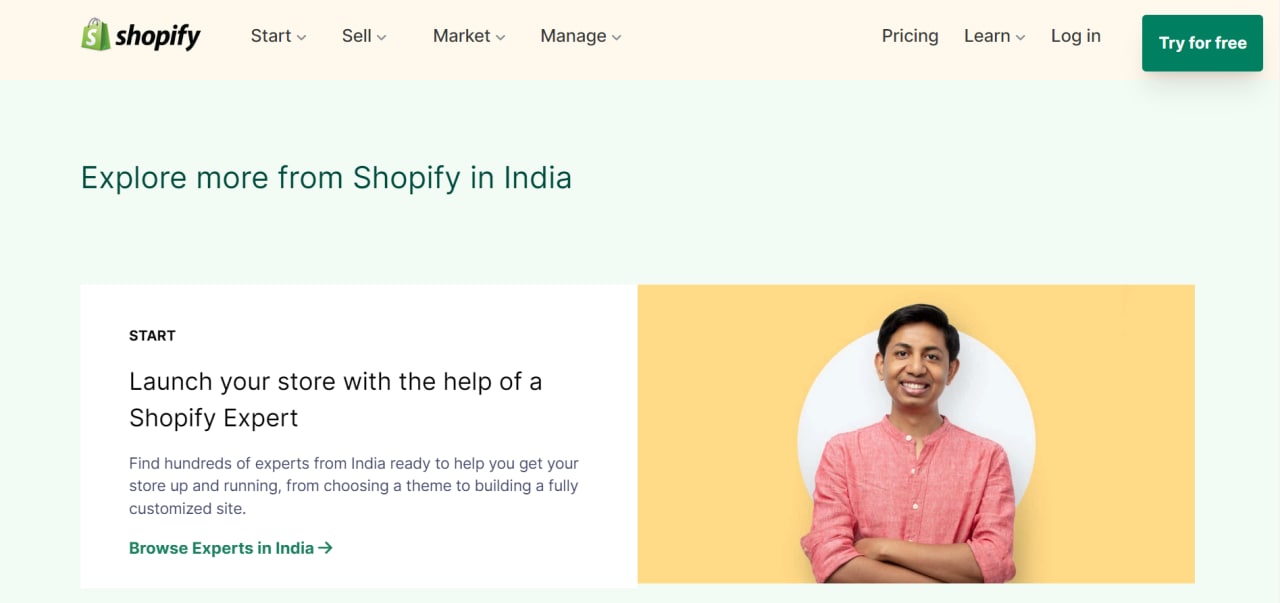 shopify
Start Sell Market Manage Pricing Learn Log in Try for free
Explore more from Shopify in India
START
Launch your store with the help of a
Shopify Expert
Find hundreds of experts from India ready to help you get your
store up and running, from choosing a theme to building a fully
customized site.
Browse Experts in India →